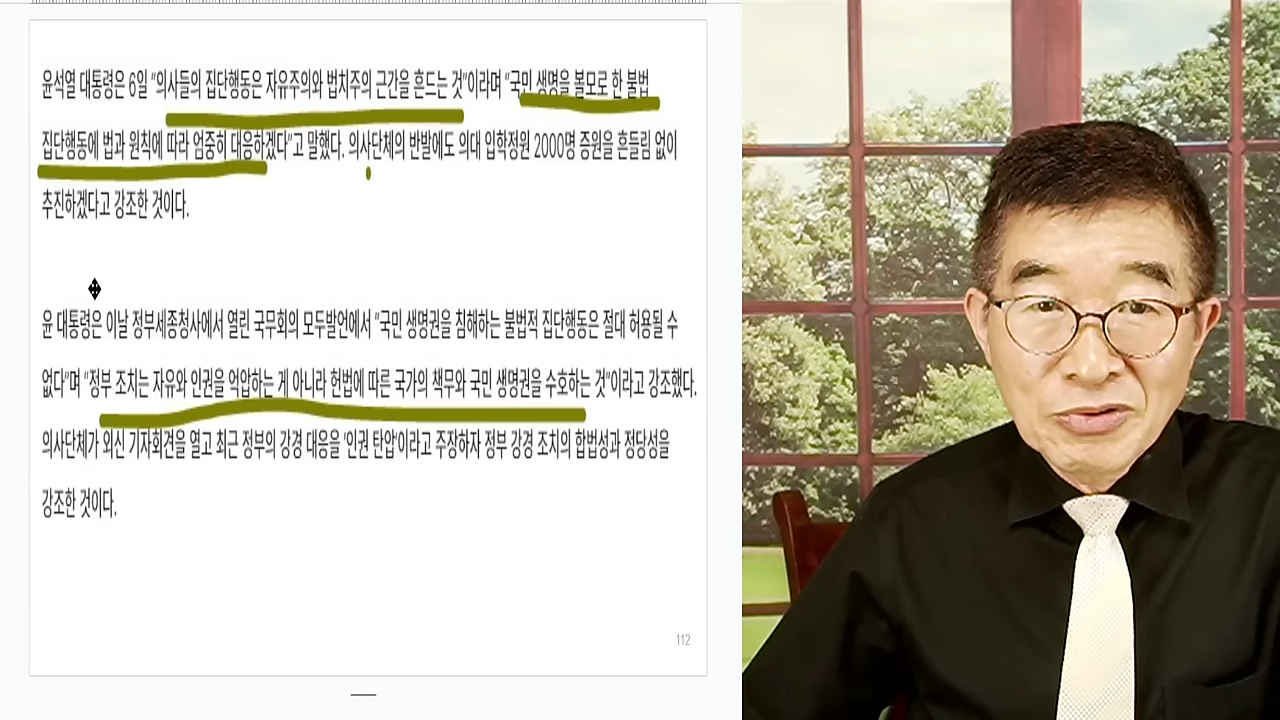 윤석열 대통령은 6일 "의사들의 집단행동은 자유주의와 법치주의 근간을 흔드는 것"이라며 "국민 생명을 볼모로 한 불법
집단행동에 법과 원칙에 따라 엄중히 대응하겠다"고 말했다. 의사단체의 반발에도 의대 입학정원 2000명 증원을 흔들림 없이
추진하겠다고 강조한 것이다.
윤 대통령은 이날 정부세종청사에서 열린 국무회의 모두발언에서 "국민 생명권을 침해하는 불법적 집단행동은 절대 허용될 수
없다"며 "정부 조치는 자유와 인권을 억압하는 게 아니라 헌법에 따른 국가의 책무와 국민 생명권을 수호하는 것"이라고 강조했다.
의사단체가 외신 기자회견을 열고 최근 정부의 강경 대응을 '인권 탄압'이라고 주장하자 정부 강경 조치의 합법성과 정당성을
강조한 것이다.
112